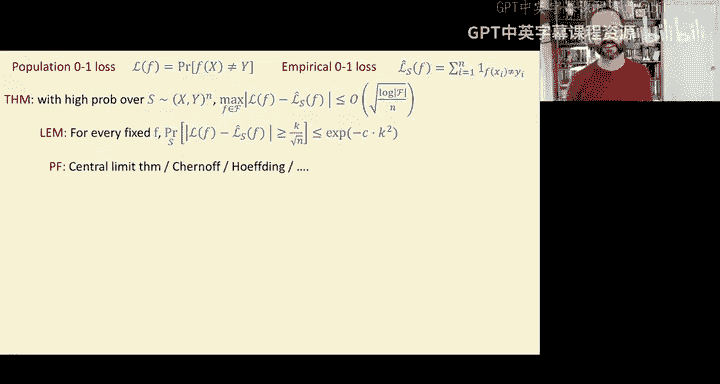 GPT中英字幕课程资源
GPT中英字幕课程资源
Population 0-1 loss ℒ(f) = Pr[f(X) ≠ Y] Empirical 0-1 loss ℒ̂_S(f) = ∑_{i=1}^{n} 1_{f(x_i)≠y_i}
THM: with high prob over S ~ (X,Y)^n, max_{f∈ℱ}|ℒ(f) − ℒ̂_S(f)| ≤ O(√(log|ℱ|/n))
LEM: For every fixed f, Pr_S[|ℒ(f) − ℒ̂_S(f)| ≥ k/√n] ≤ exp(−c · k²)
PF: Central limit thm / Chernoff / Hoeffding / ....